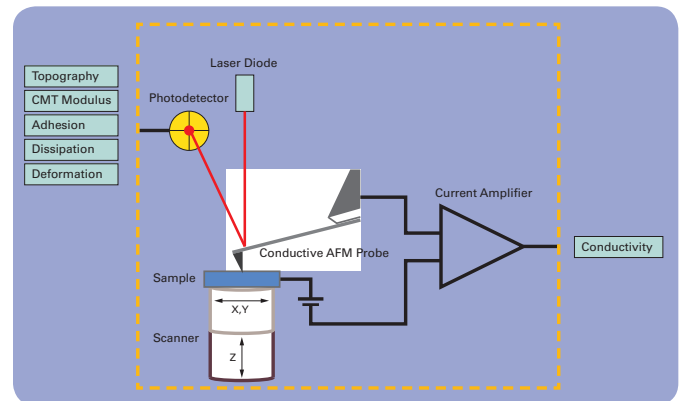 Laser Diode
Topography
CMT Modulus
Adhesion
Dissipation
Deformation
Photodetector
Current Amplifier
Conductivity
Conductive AFM Probe
Sample
X,Y
Scanner
Z